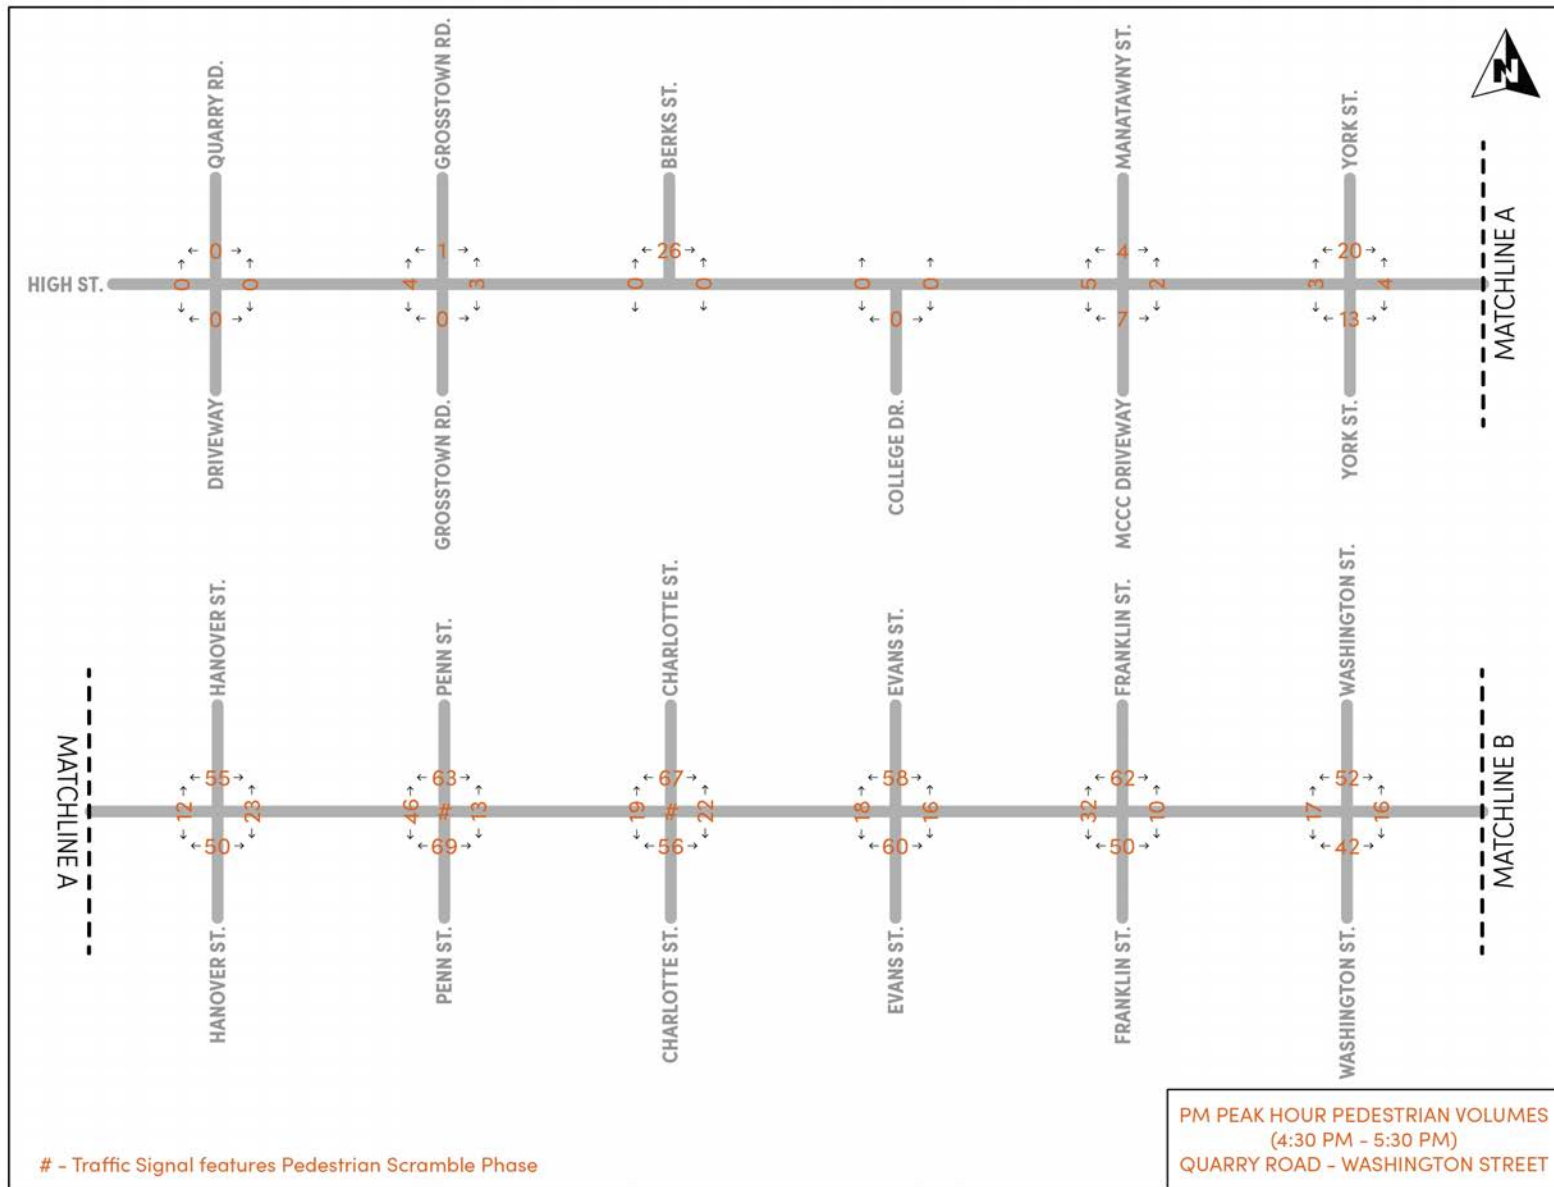 QUARRY RD.
GROSSTOWN RD.
BERKS ST.
MANATAWNY ST.
YORK ST.
N
0
1
26
4
20
HIGH ST.
0
0
4
3
0
0
0
0
5
2
3
4
MATCHLINE A
0
0
0
7
13
DRIVEWAY
GROSSTOWN RD.
COLLEGE DR.
MCCC DRIVEWAY
YORK ST.
HANOVER ST.
PENN ST.
CHARLOTTE ST.
EVANS ST.
FRANKLIN ST.
WASHINGTON ST.
55
63
67
58
62
52
MATCHLINE A
12
23
46
#
13
19
#
22
18
16
32
10
17
16
MATCHLINE B
50
69
56
60
50
42
HANOVER ST.
PENN ST.
CHARLOTTE ST.
EVANS ST.
FRANKLIN ST.
WASHINGTON ST.
# - Traffic Signal features Pedestrian Scramble Phase
PM PEAK HOUR PEDESTRIAN VOLUMES
(4:30 PM - 5:30 PM)
QUARRY ROAD - WASHINGTON STREET